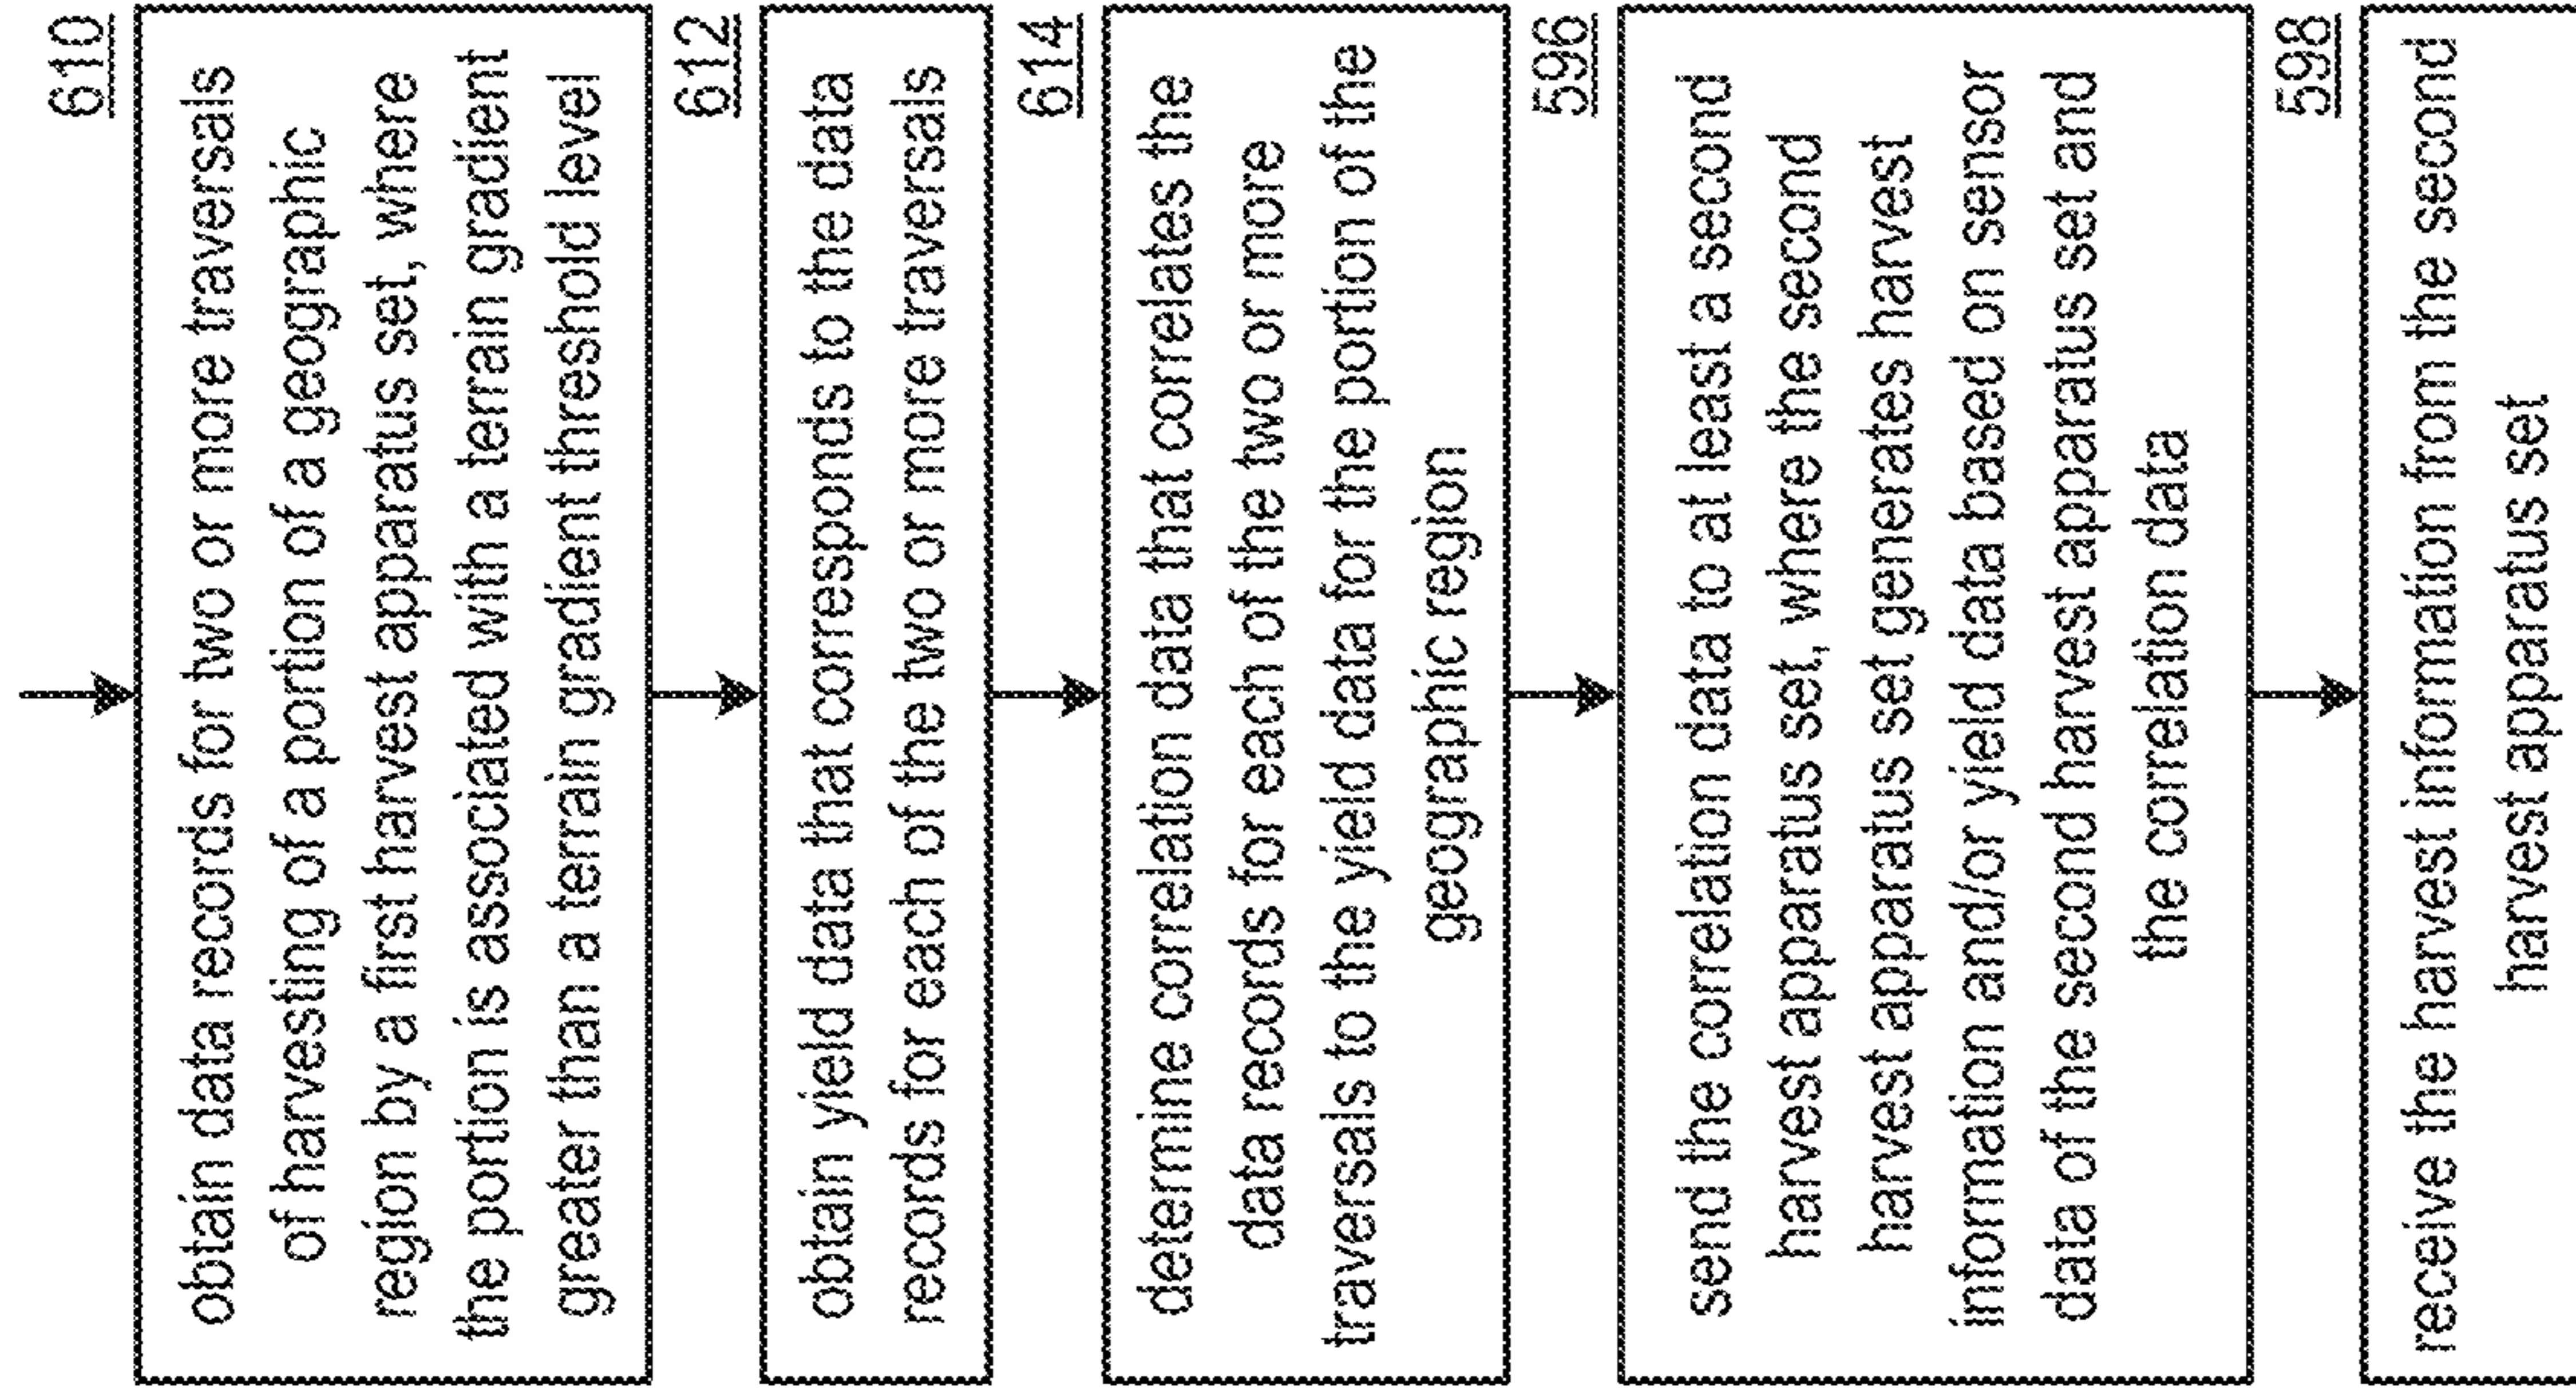 610
obtain data records for two or more traversals
of harvesting of a portion of a geographic
region by a first harvest apparatus set, where
the portion is associated with a terrain gradient
greater than a terrain gradient threshold level
612
obtain yield data that corresponds to the data
records for each of the two or more traversals
614
determine correlation data that correlates the
data records for each of the two or more
traversals to the yield data for the portion of the
geographic region
596
send the correlation data to at least a second
harvest apparatus set, where the second
harvest apparatus set generates harvest
information and/or yield data based on sensor
data of the second harvest apparatus set and
the correlation data
598
receive the harvest information from the second
harvest apparatus set